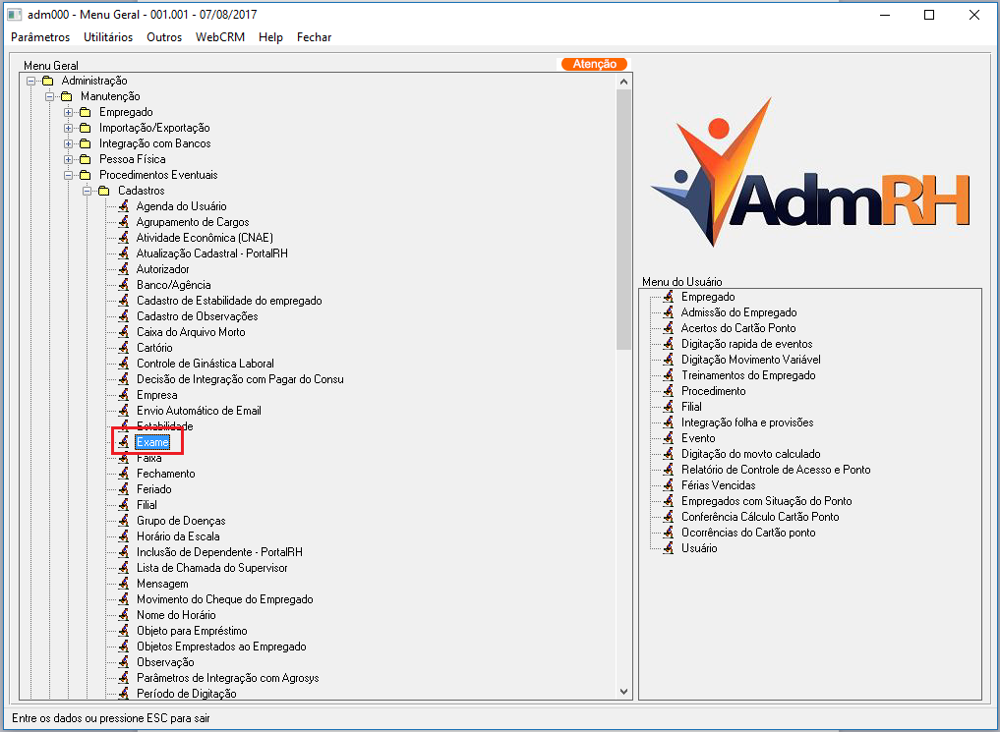 adm000 - Menu Geral - 001.001 - 07/08/2017
Parâmetros Utilitários Outros WebCRM Help Fechar
Menu Geral
Atenção
Administração
Manutenção
Empregado
Importação/Exportação
Integração com Bancos
Pessoa Física
Procedimentos Eventuais
Cadastros
Agenda do Usuário
Agrupamento de Cargos
Atividade Econômica (CNAE)
Atualização Cadastral - PortalRH
Autorizador
Banco/Agência
Cadastro de Estabilidade do empregado
Cadastro de Observações
Caixa do Arquivo Morto
Cartório
Controle de Ginástica Laboral
Decisão de Integração com Pagar do Consu
Empresa
Envio Automático de Email
Estabilidade
Exame
Faixa
Fechamento
Feriado
Filial
Grupo de Doenças
Horário da Escala
Inclusão de Dependente - PortalRH
Lista de Chamada do Supervisor
Mensagem
Movimento do Cheque do Empregado
Nome do Horário
Objeto para Empréstimo
Objetos Emprestados ao Empregado
Observação
Parâmetros de Integração com Agrosys
Período de Digitação
AdmRH
Menu do Usuário
Empregado
Admissão do Empregado
Acertos do Cartão Ponto
Digitação rapida de eventos
Digitação Movimento Variável
Treinamentos do Empregado
Procedimento
Filial
Integração folha e provisões
Evento
Digitação do movto calculado
Relatório de Controle de Acesso e Ponto
Férias Vencidas
Empregados com Situação do Ponto
Conferência Cálculo Cartão Ponto
Ocorrências do Cartão ponto
Usuário
Entre os dados ou pressione ESC para sair